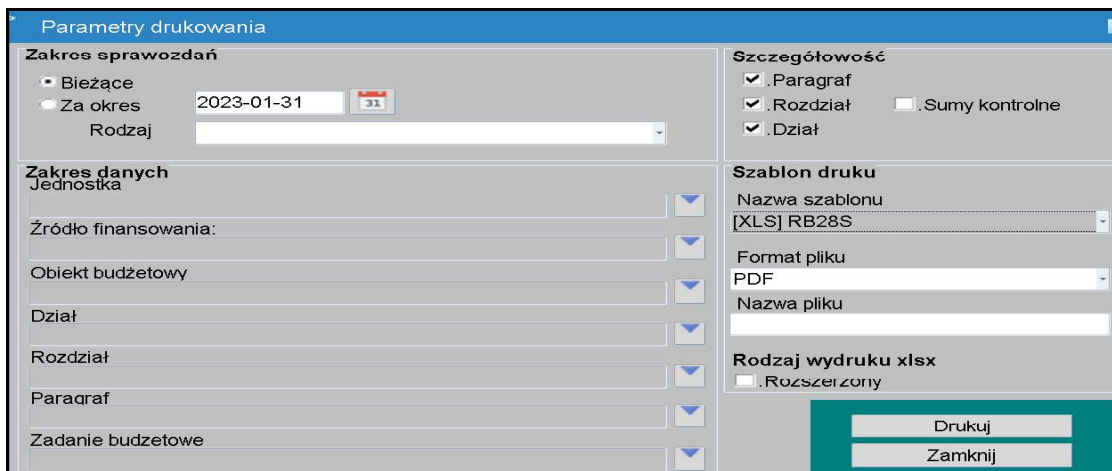 Parametry drukowania
Zakres sprawozdań
Bieżące
Za okres 2023-01-31 31
Rodzaj
Zakres danych
Jednostka
Źródło finansowania:
Obiekt budżetowy
Dział
Rozdział
Paragraf
Zadanie budzetowe
Szczegółowość
.Paragraf
.Rozdział .Sumy kontrolne
.Dział
Szablon druku
Nazwa szablonu
[XLS] RB28S
Format pliku
PDF
Nazwa pliku
Rodzaj wydruku xlsx
.Rozszerzony
Drukuj
Zamknij